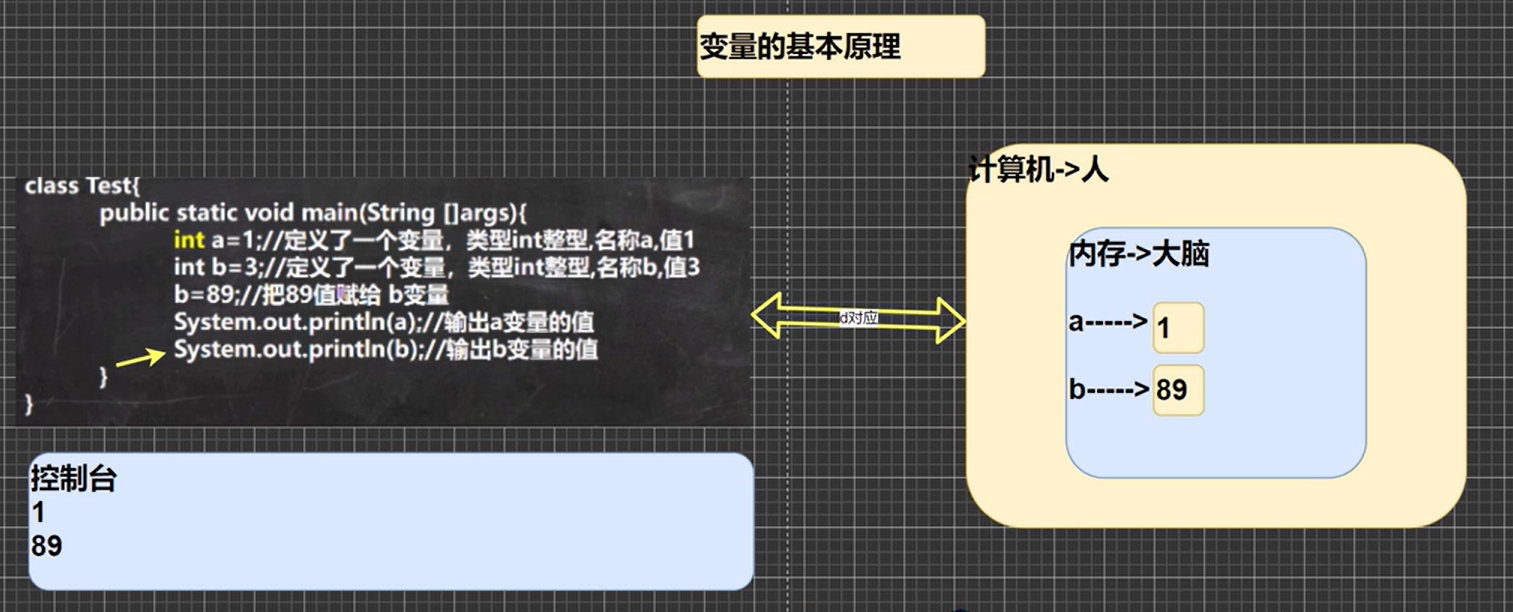 变量的基本原理
class Test{
public static void main(String []args){
int a=1;//定义了一个变量，类型int整型,名称a,值1
int b=3;//定义了一个变量，类型int整型,名称b,值3
b=89;//把89值赋给 b变量
System.out.println(a);//输出a变量的值
System.out.println(b);//输出b变量的值
}
}
控制台
1
89
d对应
计算机->人
内存->大脑
a----->
1
b----->
89